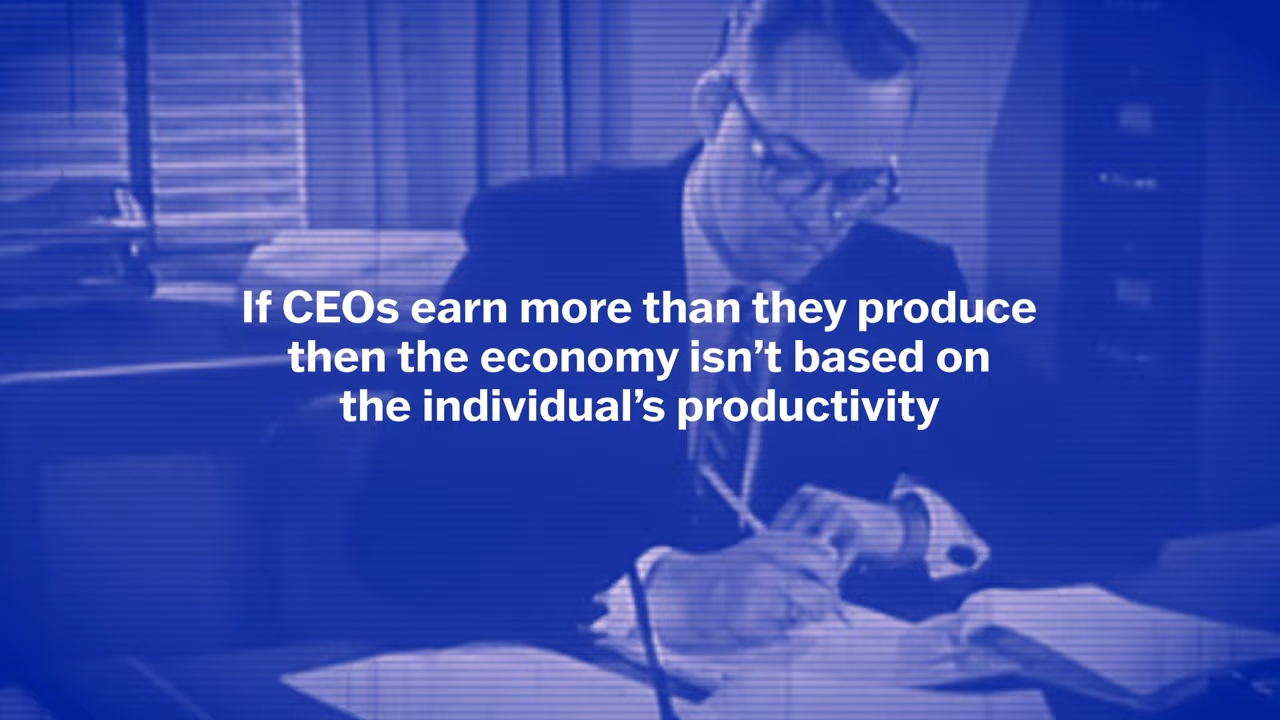 If CEOs earn more than they produce
then the economy isn’t based on
the individual’s productivity